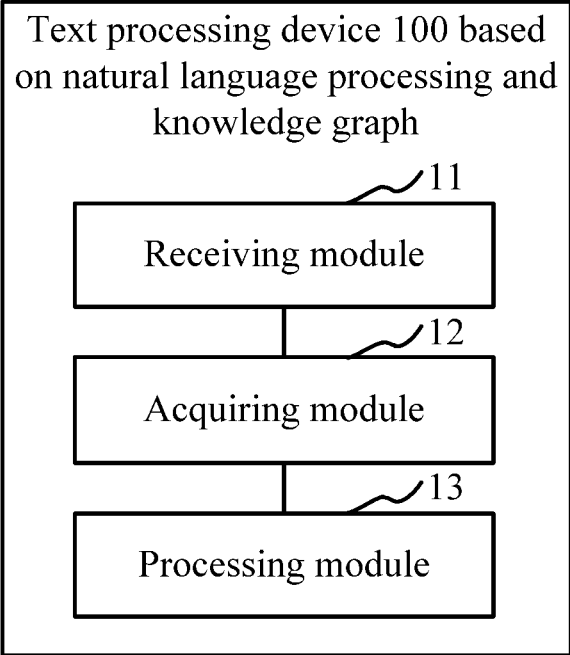 Text processing device 100 based
on natural language processing and
knowledge graph
11
Receiving module
12
Acquiring module
13
Processing module